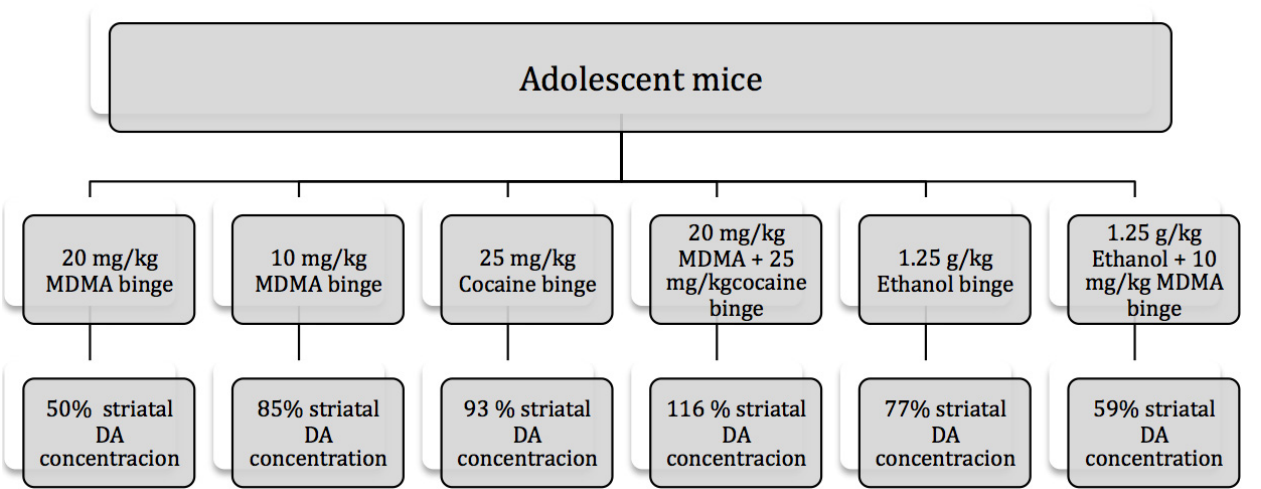 Adolescent mice
20 mg/kg
MDMA binge
10 mg/kg
MDMA binge
25 mg/kg
Cocaine binge
20 mg/kg
MDMA + 25
mg/kgcocaine
binge
1.25 g/kg
Ethanol binge
1.25 g/kg
Ethanol + 10
mg/kg MDMA
binge
50% striatal
DA
concentracion
85% striatal
DA
concentration
93 % striatal
DA
concentracion
116 % striatal
DA
concentracion
77% striatal
DA
concentracion
59% striatal
DA
concentration